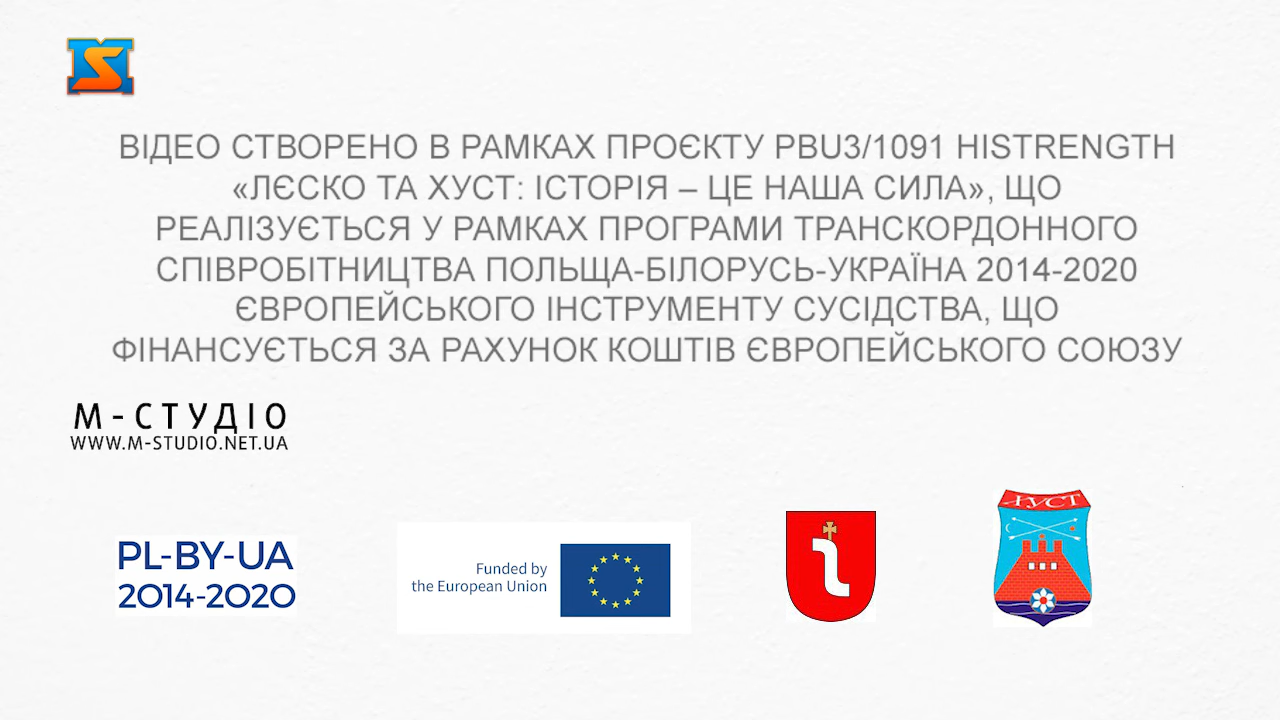 ВІДЕО СТВОРЕНО В РАМКАХ ПРОЄКТУ PBU3/1091 HISTRENGTH
«ЛЄСКО ТА ХУСТ: ІСТОРІЯ – ЦЕ НАША СИЛА», ЩО
РЕАЛІЗУЄТЬСЯ У РАМКАХ ПРОГРАМИ ТРАНСКОРДОННОГО
СПІВРОБІТНИЦТВА ПОЛЬЩА-БІЛОРУСЬ-УКРАЇНА 2014-2020
ЄВРОПЕЙСЬКОГО ІНСТРУМЕНТУ СУСІДСТВА, ЩО
ФІНАНСУЄТЬСЯ ЗА РАХУНОК КОШТІВ ЄВРОПЕЙСЬКОГО СОЮЗУ
М-СТУДІО
WWW.M-STUDIO.NET.UA
PL-BY-UA
2014-2020
Funded by
the European Union
ХУСТ